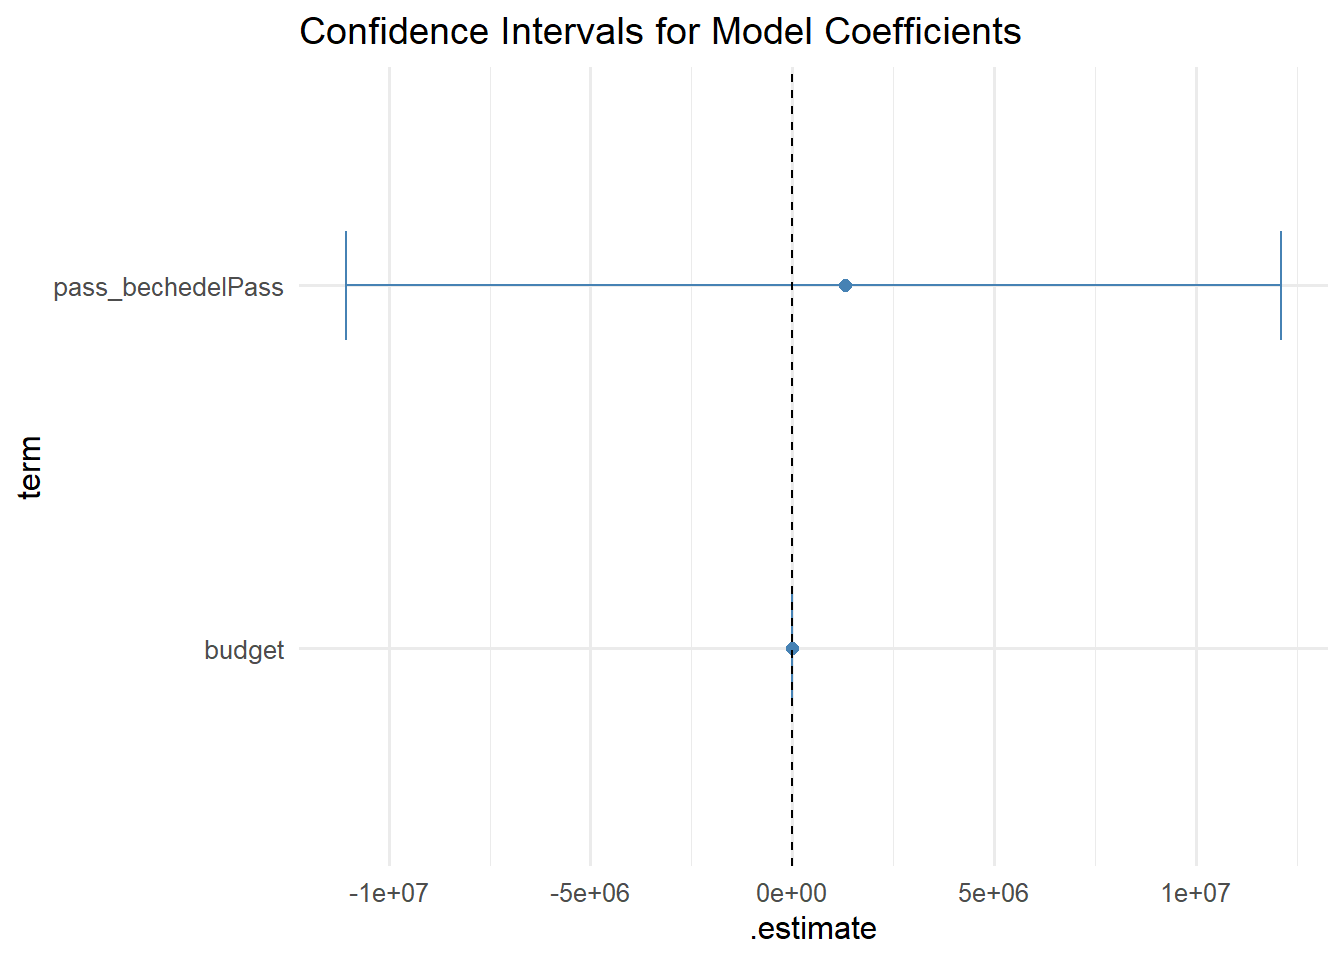 Confidence Intervals for Model Coefficients
pass_bechedelPass
term
budget
-1e+07
-5e+06
0e+00
5e+06
1e+07
.estimate